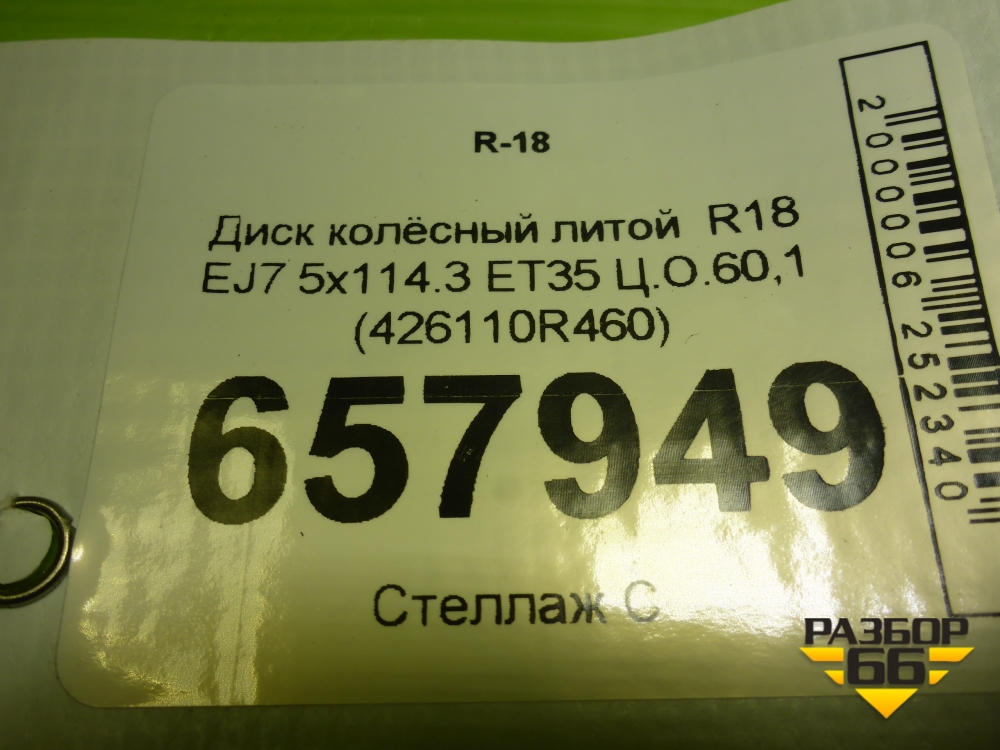 R-18
Диск колёсный литой R18
EJ7 5x114.3 ET35 Ц.О.60,1
(426110R460)
657949
Стеллаж С
2000006252340
РАЗБОР
66